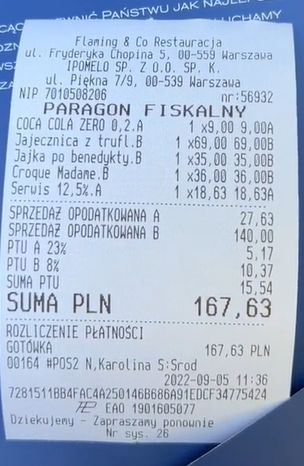 Flaming & Co Restauracja
ul. Fryderyka Chopina 5, 00-559 Warszawa
IPOMELO SP. Z O.O. SP. K.
ul. Piękna 7/9, 00-539 Warszawa
NIP 7010508206 nr:56932
PARAGON FISKALNY
COCA COLA ZERO 0,2.A 1 x9,00 9,00A
Jajecznica z trufl.B 1 x69,00 69,00B
Jajka po benedykty.B 1 x35,00 35,00B
Croque Madame.B 1 x36,00 36,00B
Serwis 12,5%.A 1 x18,63 18,63A
SPRZEDAŻ OPODATKOWANA A 27,63
SPRZEDAŻ OPODATKOWANA B 140,00
PTU A 23% 5,17
PTU B 8% 10,37
SUMA PTU 15,54
SUMA PLN 167,63
ROZLICZENIE PŁATNOŚCI
GOTÓWKA 167,63 PLN
00164 #POS2 N,Karolina S:Srod
2022-09-05 11:36
7281511BB4FAC4A250146B686A91EDCF34775424
EAO 1901605077
Dziękujemy - Zapraszamy ponownie
Nr sys. 26